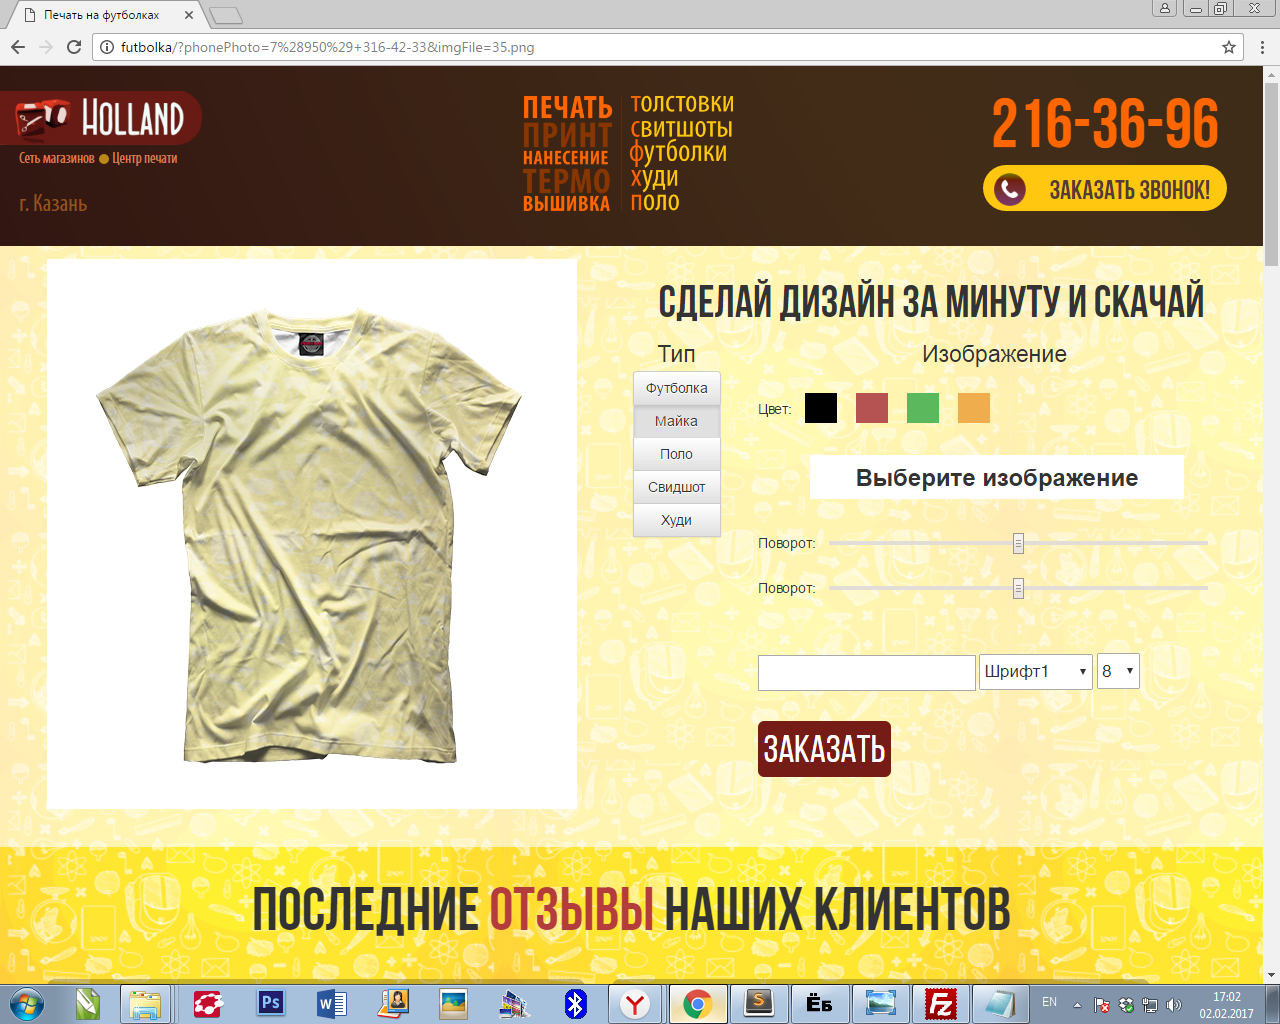 Печать на футболках
futbolka/?phonePhoto=7%28950%29+316-42-33&imgFile=35.png
HOLLAND
Сеть магазинов Центр печати
г. Казань
ПЕЧАТЬ
ПРИНТ
НАНЕСЕНИЕ
ТЕРМО
ВЫШИВКА
ТОЛСТОВКИ
СВИТШОТЫ
ФУТБОЛКИ
ХУДИ
ПОЛО
216-36-96
ЗАКАЗАТЬ ЗВОНОК!
СДЕЛАЙ ДИЗАЙН ЗА МИНУТУ И СКАЧАЙ
Тип
Футболка
Майка
Поло
Свидшот
Худи
Изображение
Цвет:
Выберите изображение
Поворот:
Поворот:
Шрифт1 8
ЗАКАЗАТЬ
ПОСЛЕДНИЕ ОТЗЫВЫ НАШИХ КЛИЕНТОВ
Ps
W
Y
S
ЁБ
Fz
EN
17:02
02.02.2017